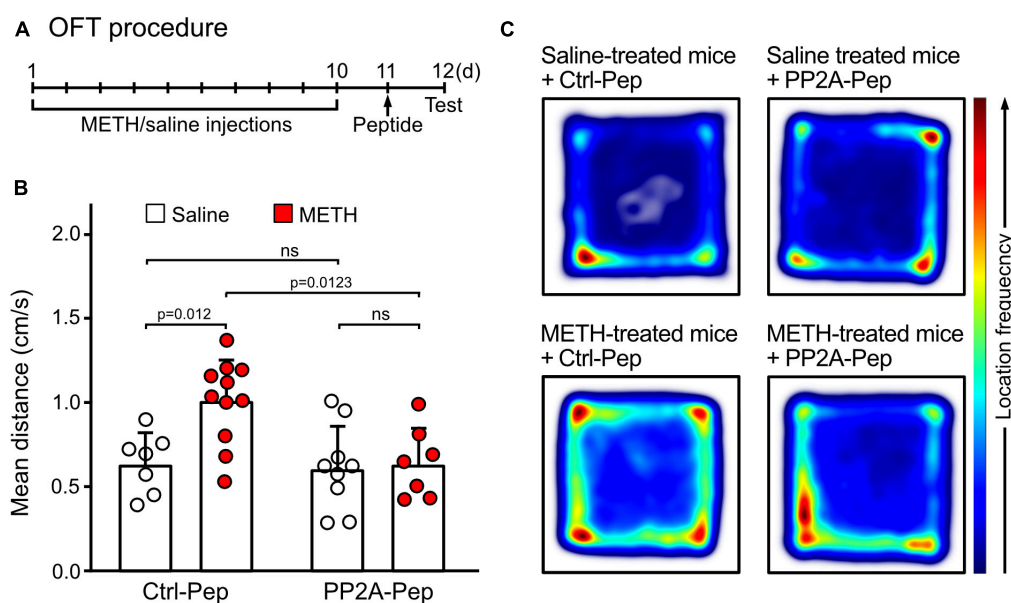 A OFT procedure
1 10 11 12(d)
Test
METH/saline injections Peptide
B
Saline METH
Mean distance (cm/s)
2.0
1.5
1.0
0.5
0.0
ns
p=0.0123
p=0.012
ns
Ctrl-Pep PP2A-Pep
C
Saline-treated mice
+ Ctrl-Pep
Saline treated mice
+ PP2A-Pep
METH-treated mice
+ Ctrl-Pep
METH-treated mice
+ PP2A-Pep
Location frequecncy